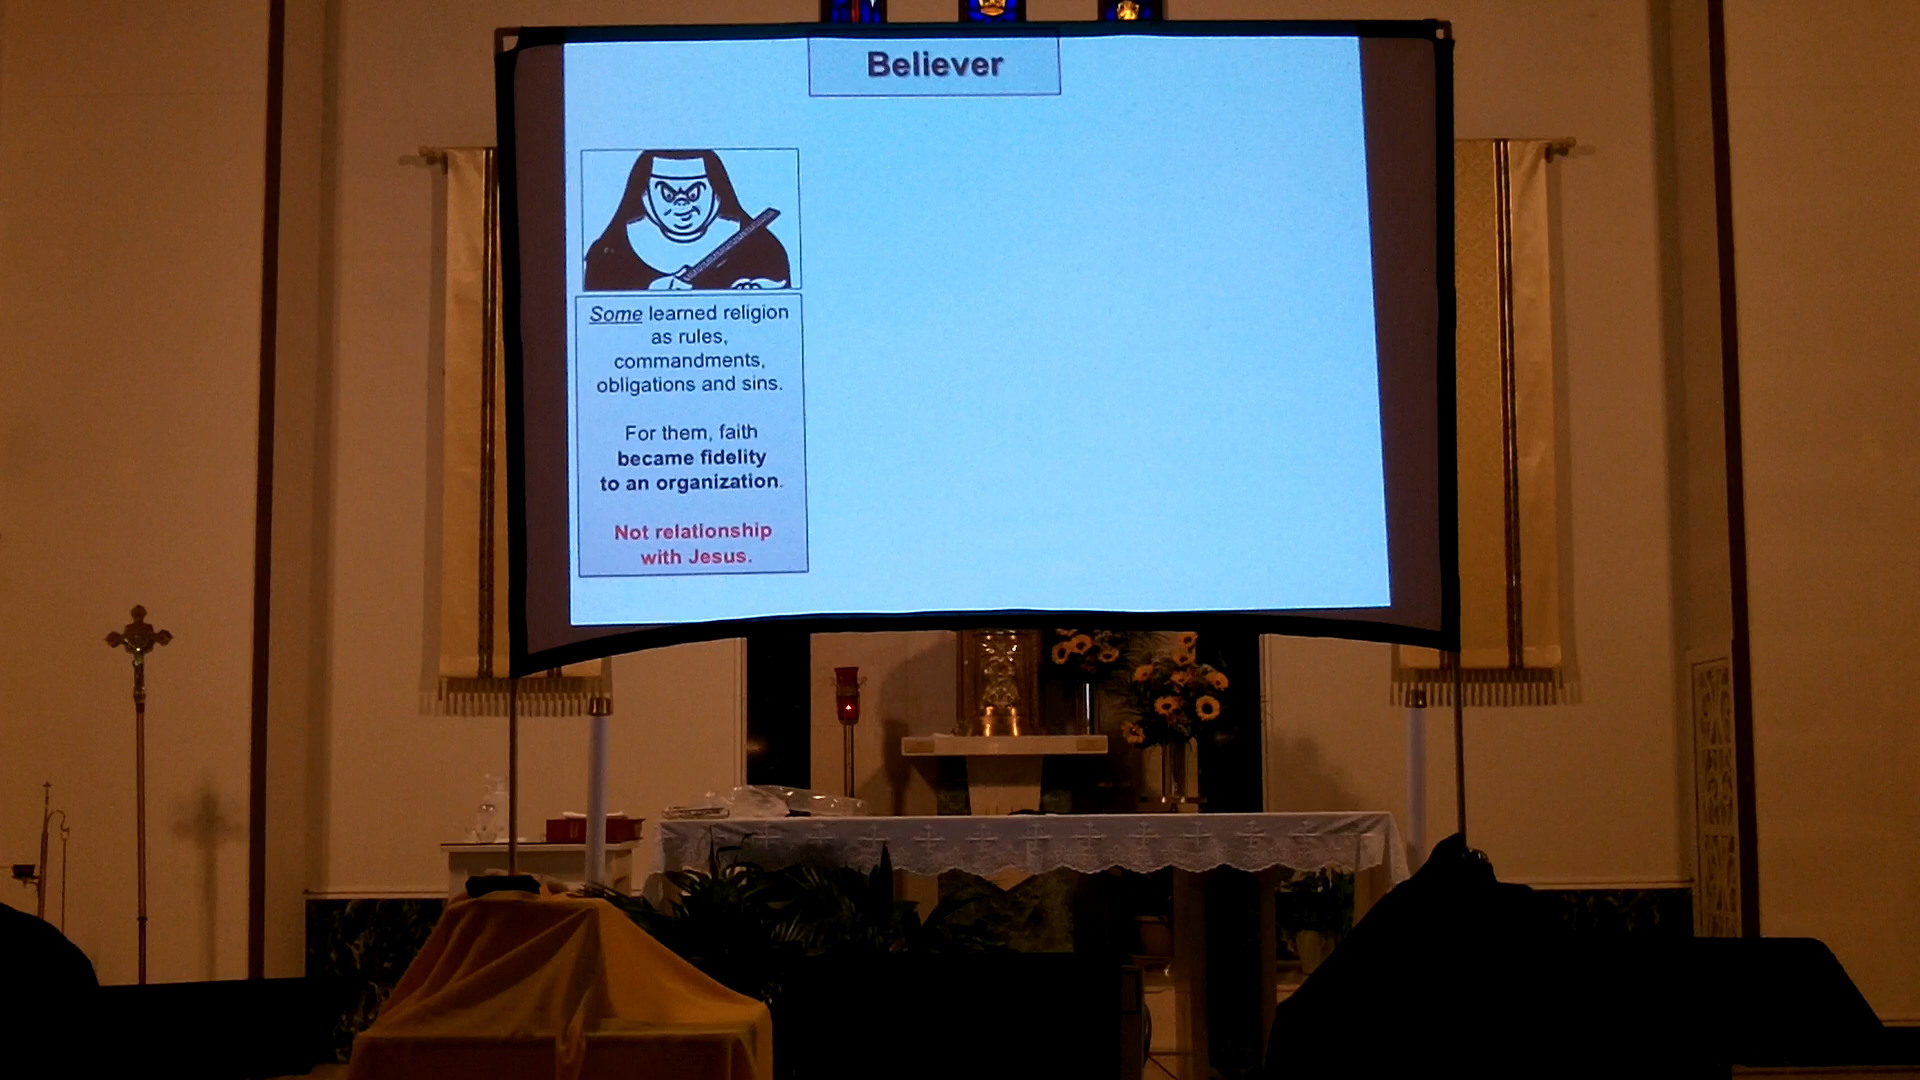 Believer
Some learned religion
as rules,
commandments,
obligations and sins.
For them, faith
became fidelity
to an organization.
Not relationship
with Jesus.